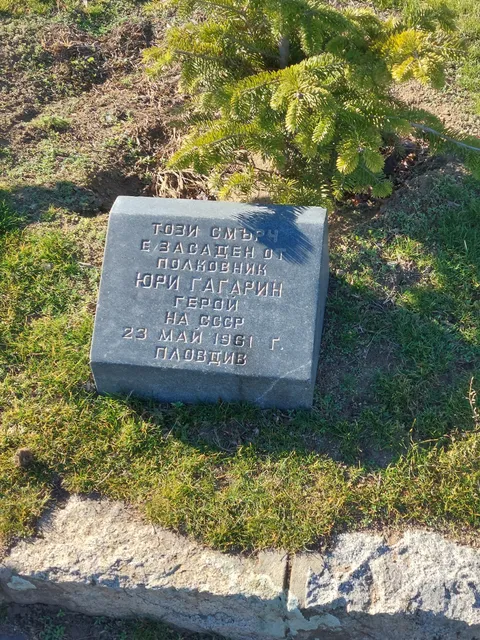 ТОЗИ СМЪРЧ
Е ЗАСАДЕН ОТ
ПОЛКОВНИК
ЮРИ ГАГАРИН
ГЕРОЙ
НА СССР
23 МАЙ 1961 Г.
ПЛОВДИВ